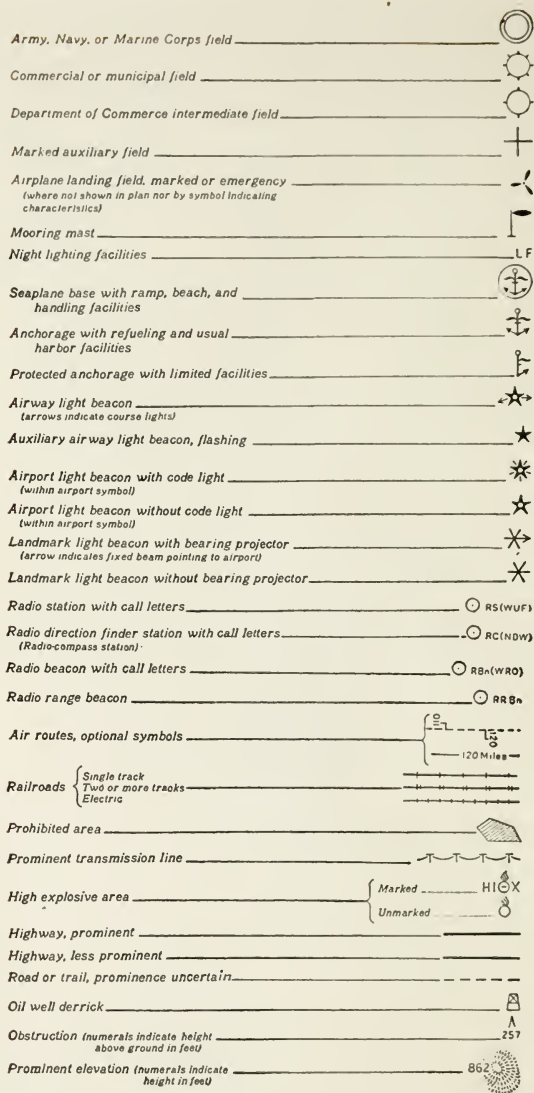 Army, Navy, or Marine Corps field
Commercial or municipal field
Department of Commerce intermediate field
Marked auxiliary field
Airplane landing field, marked or emergency
(where not shown in plan nor by symbol indicating
characteristics)
Mooring mast
Night lighting facilities LF
Seaplane base with ramp, beach, and
handling facilities
Anchorage with refueling and usual
harbor facilities
Protected anchorage with limited facilities
Airway light beacon
(arrows indicate course lights)
Auxiliary airway light beacon, flashing
Airport light beacon with code light
(within airport symbol)
Airport light beacon without code light
(within airport symbol)
Landmark light beacon with bearing projector
(arrow indicates fixed beam pointing to airport)
Landmark light beacon without bearing projector
Radio station with call letters RS(WUF)
Radio direction finder station with call letters RC(NDW)
(Radio-compass station)
Radio beacon with call letters RBn(WRO)
Radio range beacon RRBn
Air routes, optional symbols
120
120 Miles
Railroads
Single track
Two or more tracks
Electric
Prohibited area
Prominent transmission line
High explosive area
Marked HI X
Unmarked
Highway, prominent
Highway, less prominent
Road or trail, prominence uncertain
Oil well derrick
Obstruction (numerals indicate height
above ground in feet) 257
Prominent elevation (numerals indicate
height in feet) 862